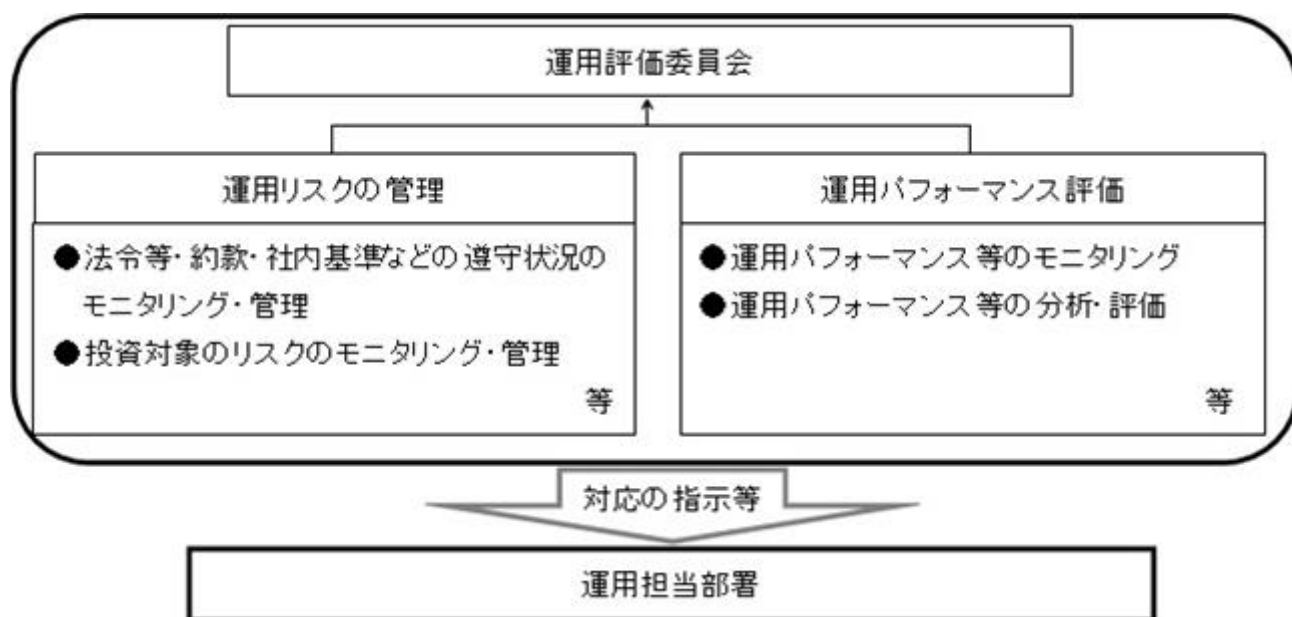 運用評価委員会
運用リスクの管理
●法令等・約款・社内基準などの遵守状況の
モニタリング・管理
●投資対象のリスクのモニタリング・管理
等
運用パフォーマンス評価
●運用パフォーマンス等のモニタリング
●運用パフォーマンス等の分析・評価
等
対応の指示等
運用担当部署